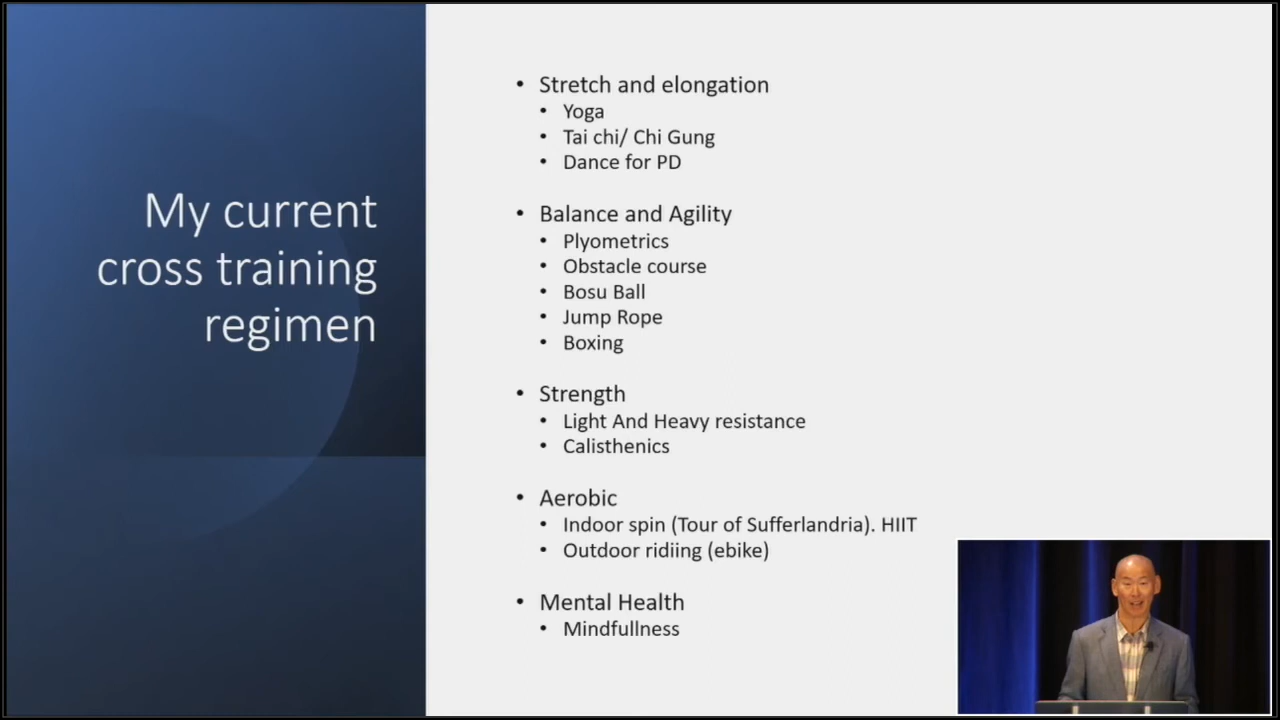 My current
cross training
regimen
• Stretch and elongation
• Yoga
• Tai chi/ Chi Gung
• Dance for PD
• Balance and Agility
• Plyometrics
• Obstacle course
• Bosu Ball
• Jump Rope
• Boxing
• Strength
• Light And Heavy resistance
• Calisthenics
• Aerobic
• Indoor spin (Tour of Sufferlandria). HIIT
• Outdoor ridiing (ebike)
• Mental Health
• Mindfullness